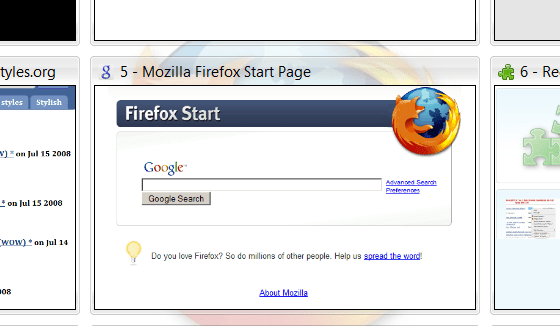 tyles.org
5 - Mozilla Firefox Start Page
6 - Re
styles
Stylish
Firefox Start
W) * on Jul 15 2008
Google™
Advanced Search
Preferences
Google Search
* on Jul 15 2008
(WOW) * on Jul 14
Do you love Firefox? So do millions of other people. Help us spread the word!
008
About Mozilla